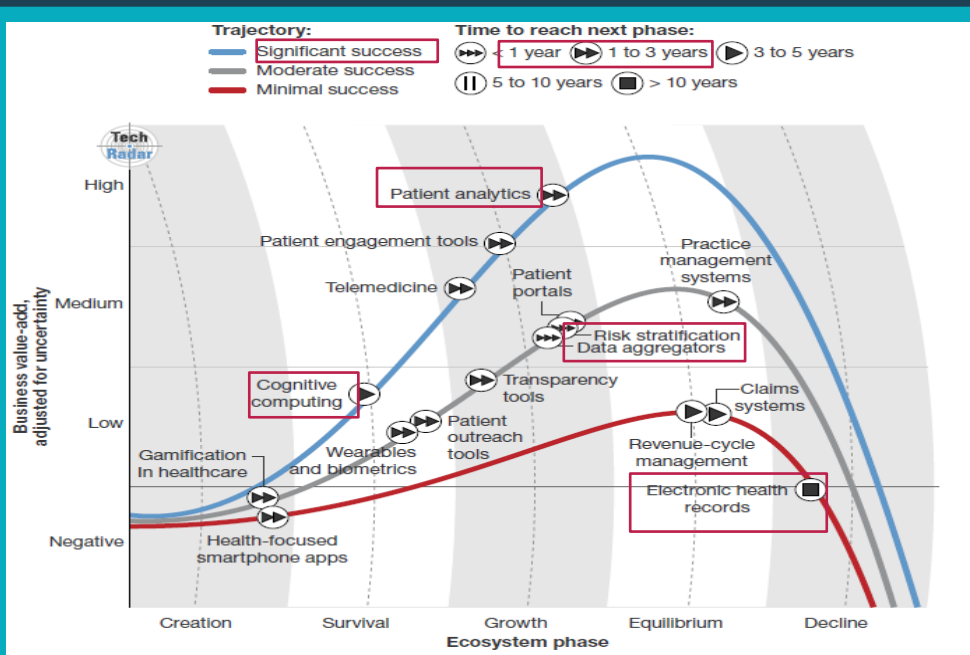 Trajectory:
Significant success
Moderate success
Minimal success
Time to reach next phase:
< 1 year 1 to 3 years 3 to 5 years
5 to 10 years > 10 years
Tech
Radar
Business value-add,
adjusted for uncertainty
High
Medium
Low
Negative
Patient analytics
Patient engagement tools
Telemedicine
Practice
management
systems
Patient
portals
Risk stratification
Data aggregators
Cognitive
computing
Transparency
tools
Claims
systems
Patient
outreach
tools
Wearables
and biometrics
Revenue-cycle
management
Gamification
In healthcare
Electronic health
records
Health-focused
smartphone apps
Creation Survival Growth Equilibrium Decline
Ecosystem phase